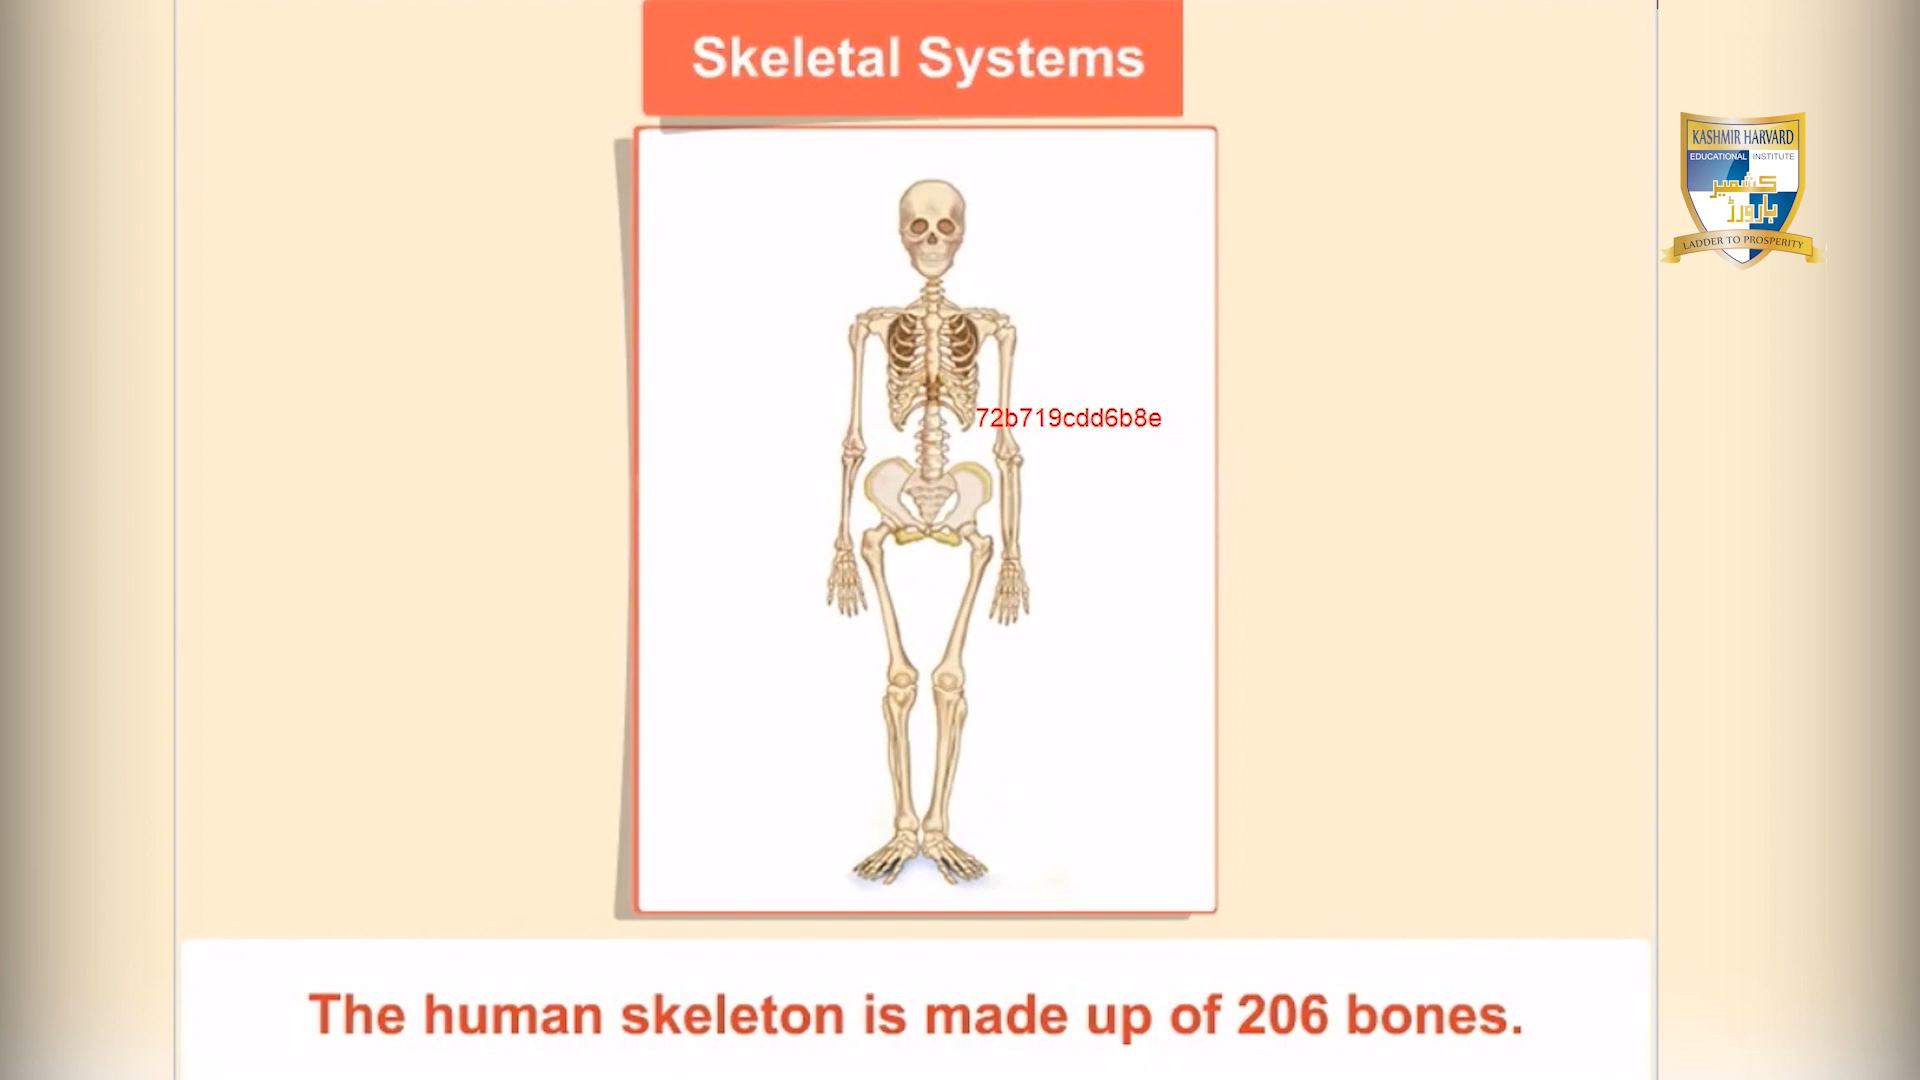 Skeletal Systems
KASHMIR HARVARD
EDUCATIONAL INSTITUTE
کشمیر
ہارورڈ
LADDER TO PROSPERITY
72b719cdd6b8e
The human skeleton is made up of 206 bones.